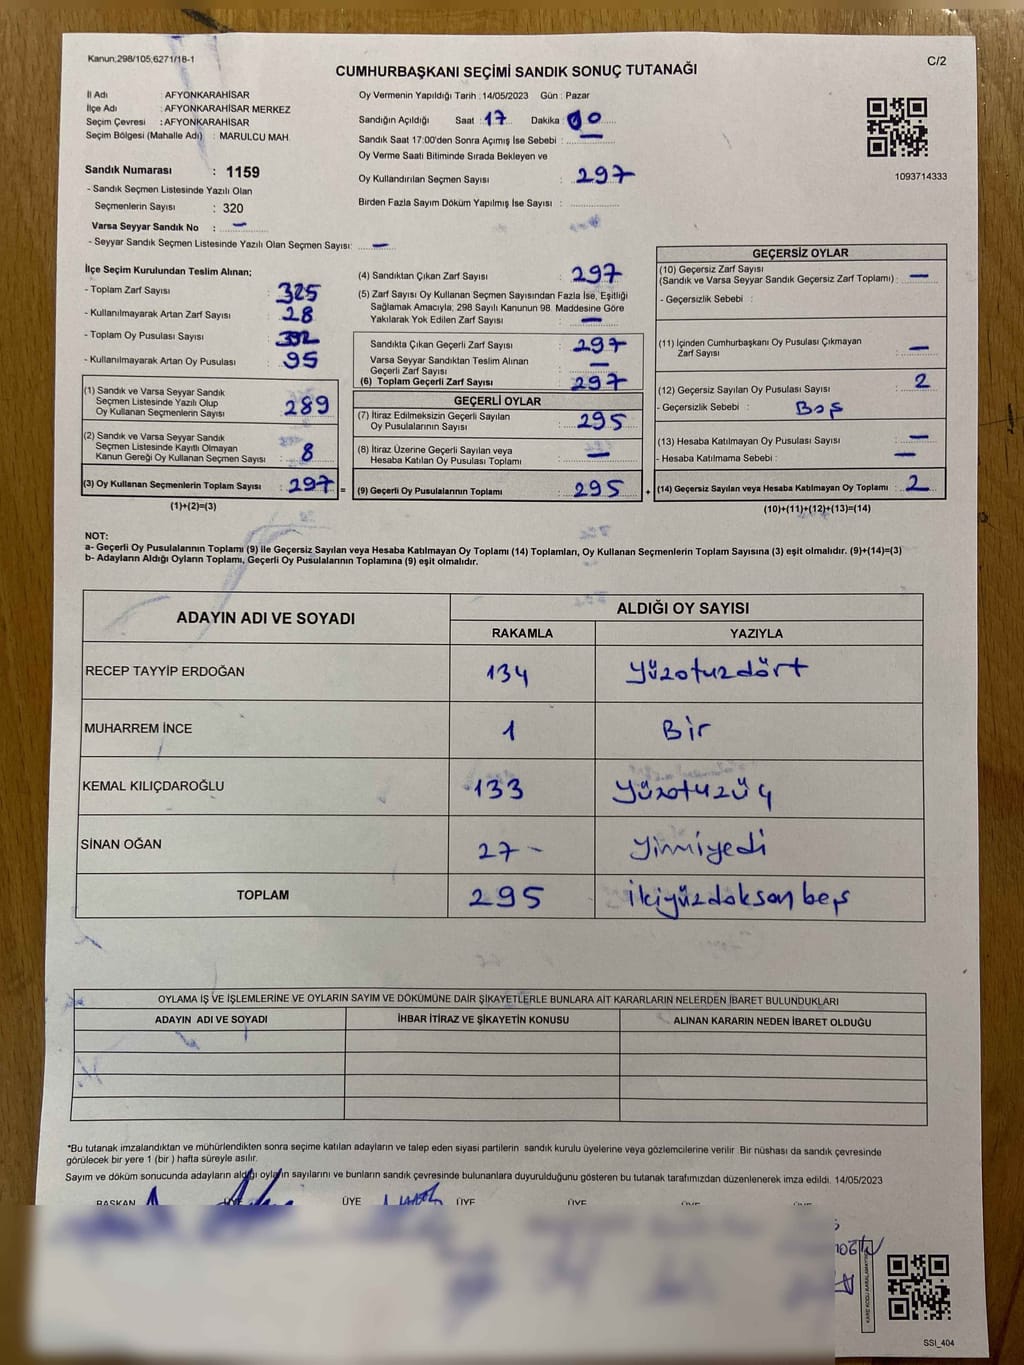 Kanun:298/105,6271/18-1
C/2
CUMHURBAŞKANI SEÇİMİ SANDIK SONUÇ TUTANAĞI
İl Adı : AFYONKARAHİSAR
İlçe Adı : AFYONKARAHİSAR MERKEZ
Seçim Çevresi : AFYONKARAHİSAR
Seçim Bölgesi (Mahalle Adı) : MARULCU MAH.
Sandık Numarası : 1159
- Sandık Seçmen Listesinde Yazılı Olan
Seçmenlerin Sayısı : 320
Varsa Seyyar Sandık No : —
- Seyyar Sandık Seçmen Listesinde Yazılı Olan Seçmen Sayısı: —
Oy Vermenin Yapıldığı Tarih : 14/05/2023 Gün : Pazar
Sandığın Açıldığı Saat : 17 Dakika : 00
Sandık Saat 17:00'den Sonra Açımış İse Sebebi : —
Oy Verme Saati Bitiminde Sırada Bekleyen ve
Oy Kullandırılan Seçmen Sayısı : 297
Birden Fazla Sayım Döküm Yapılmış İse Sayısı :
1093714333
İlçe Seçim Kurulundan Teslim Alınan;
- Toplam Zarf Sayısı : 325
- Kullanılmayarak Artan Zarf Sayısı : 28
- Toplam Oy Pusulası Sayısı : 392
- Kullanılmayarak Artan Oy Pusulası : 95
(1) Sandık ve Varsa Seyyar Sandık
Seçmen Listesinde Yazılı Olup
Oy Kullanan Seçmenlerin Sayısı : 289
(2) Sandık ve Varsa Seyyar Sandık
Seçmen Listesinde Kayıtlı Olmayan
Kanun Gereği Oy Kullanan Seçmen Sayısı : 8
(3) Oy Kullanan Seçmenlerin Toplam Sayısı : 297 =
(1)+(2)=(3)
(4) Sandıktan Çıkan Zarf Sayısı : 297
(5) Zarf Sayısı Oy Kullanan Seçmen Sayısından Fazla İse, Eşitliği
Sağlamak Amacıyla, 298 Sayılı Kanunun 98. Maddesine Göre
Yakılarak Yok Edilen Zarf Sayısı : —
Sandıkta Çıkan Geçerli Zarf Sayısı : 297
Varsa Seyyar Sandıktan Teslim Alınan
Geçerli Zarf Sayısı : —
(6) Toplam Geçerli Zarf Sayısı : 297
GEÇERLİ OYLAR
(7) İtiraz Edilmeksizin Geçerli Sayılan
Oy Pusulalarının Sayısı : 295
(8) İtiraz Üzerine Geçerli Sayılan veya
Hesaba Katılan Oy Pusulası Toplamı : —
(9) Geçerli Oy Pusulalarının Toplamı : 295 +
GEÇERSİZ OYLAR
(10) Geçersiz Zarf Sayısı
(Sandık ve Varsa Seyyar Sandık Geçersiz Zarf Toplamı) : —
- Geçersizlik Sebebi :
(11) İçinden Cumhurbaşkanı Oy Pusulası Çıkmayan
Zarf Sayısı : —
(12) Geçersiz Sayılan Oy Pusulası Sayısı : 2
- Geçersizlik Sebebi : Boş
(13) Hesaba Katılmayan Oy Pusulası Sayısı : —
- Hesaba Katılmama Sebebi : —
(14) Geçersiz Sayılan veya Hesaba Katılmayan Oy Toplamı : 2
(10)+(11)+(12)+(13)=(14)
NOT:
a- Geçerli Oy Pusulalarının Toplamı (9) ile Geçersiz Sayılan veya Hesaba Katılmayan Oy Toplamı (14) Toplamları, Oy Kullanan Seçmenlerin Toplam Sayısına (3) eşit olmalıdır. (9)+(14)=(3)
b- Adayların Aldığı Oyların Toplamı, Geçerli Oy Pusulalarının Toplamına (9) eşit olmalıdır.
ADAYIN ADI VE SOYADI
ALDIĞI OY SAYISI
RAKAMLA YAZIYLA
RECEP TAYYİP ERDOĞAN 134 Yüzotuzdört
MUHARREM İNCE 1 Bir
KEMAL KILIÇDAROĞLU 133 Yüzotuzüç
SİNAN OĞAN 27 - Yirmiyedi
TOPLAM 295 İkiyüzdoksanbeş
OYLAMA İŞ VE İŞLEMLERİNE VE OYLARIN SAYIM VE DÖKÜMÜNE DAİR ŞİKAYETLERLE BUNLARA AİT KARARLARIN NELERDEN İBARET BULUNDUKLARI
ADAYIN ADI VE SOYADI İHBAR İTİRAZ VE ŞİKAYETİN KONUSU ALINAN KARARIN NEDEN İBARET OLDUĞU
*Bu tutanak imzalandıktan ve mühürlendikten sonra seçime katılan adayların ve talep eden siyasi partilerin sandık kurulu üyelerine veya gözlemcilerine verilir. Bir nüshası da sandık çevresinde
görülecek bir yere 1 (bir ) hafta süreyle asılır.
Sayım ve döküm sonucunda adayların aldığı oyların sayılarını ve bunların sandık çevresinde bulunanlara duyurulduğunu gösteren bu tutanak tarafımızdan düzenlenerek imza edildi. 14/05/2023
BAŞKAN ÜYE ÜYE ÜYE ÜYE ÜYE ÜYE
SSI_404